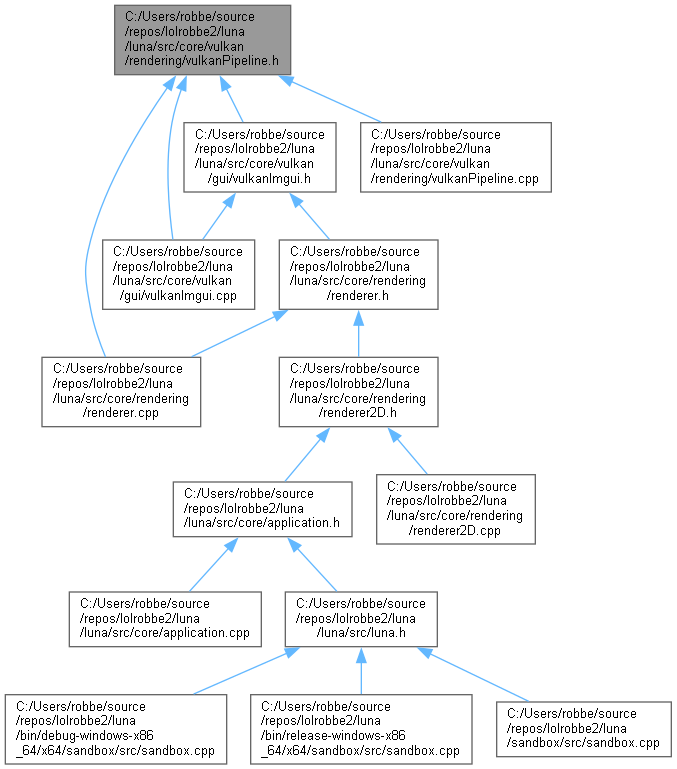 C:/Users/robbe/source
/repos/lolrobbe2/luna
/luna/src/core/vulkan
/rendering/vulkanPipeline.h
C:/Users/robbe/source
/repos/lolrobbe2/luna
/luna/src/core/vulkan
/gui/vulkanImgui.h
C:/Users/robbe/source
/repos/lolrobbe2/luna
/luna/src/core/vulkan
/rendering/vulkanPipeline.cpp
C:/Users/robbe/source
/repos/lolrobbe2/luna
/luna/src/core/vulkan
/gui/vulkanImgui.cpp
C:/Users/robbe/source
/repos/lolrobbe2/luna
/luna/src/core/rendering
/renderer.h
C:/Users/robbe/source
/repos/lolrobbe2/luna
/luna/src/core/rendering
/renderer.cpp
C:/Users/robbe/source
/repos/lolrobbe2/luna
/luna/src/core/rendering
/renderer2D.h
C:/Users/robbe/source
/repos/lolrobbe2/luna
/luna/src/core/application.h
C:/Users/robbe/source
/repos/lolrobbe2/luna
/luna/src/core/rendering
/renderer2D.cpp
C:/Users/robbe/source
/repos/lolrobbe2/luna
/luna/src/core/application.cpp
C:/Users/robbe/source
/repos/lolrobbe2/luna
/luna/src/luna.h
C:/Users/robbe/source
/repos/lolrobbe2/luna
/bin/debug-windows-x86
_64/x64/sandbox/src/sandbox.cpp
C:/Users/robbe/source
/repos/lolrobbe2/luna
/bin/release-windows-x86
_64/x64/sandbox/src/sandbox.cpp
C:/Users/robbe/source
/repos/lolrobbe2/luna
/sandbox/src/sandbox.cpp